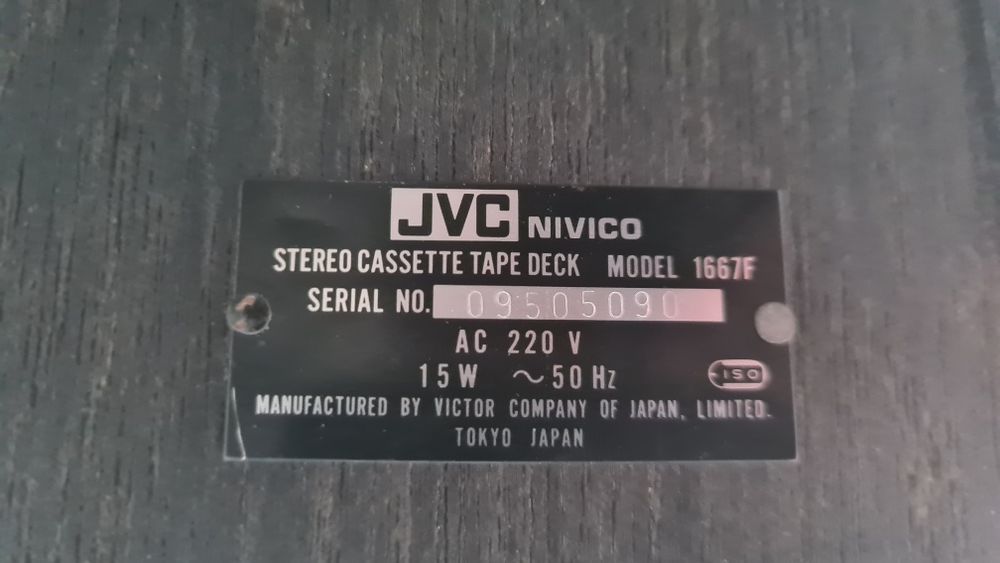 JVC NIVICO
STEREO CASSETTE TAPE DECK MODEL 1667F
SERIAL NO. 09505090
AC 220 V
15W ~50 Hz
ISO
MANUFACTURED BY VICTOR COMPANY OF JAPAN, LIMITED.
TOKYO JAPAN